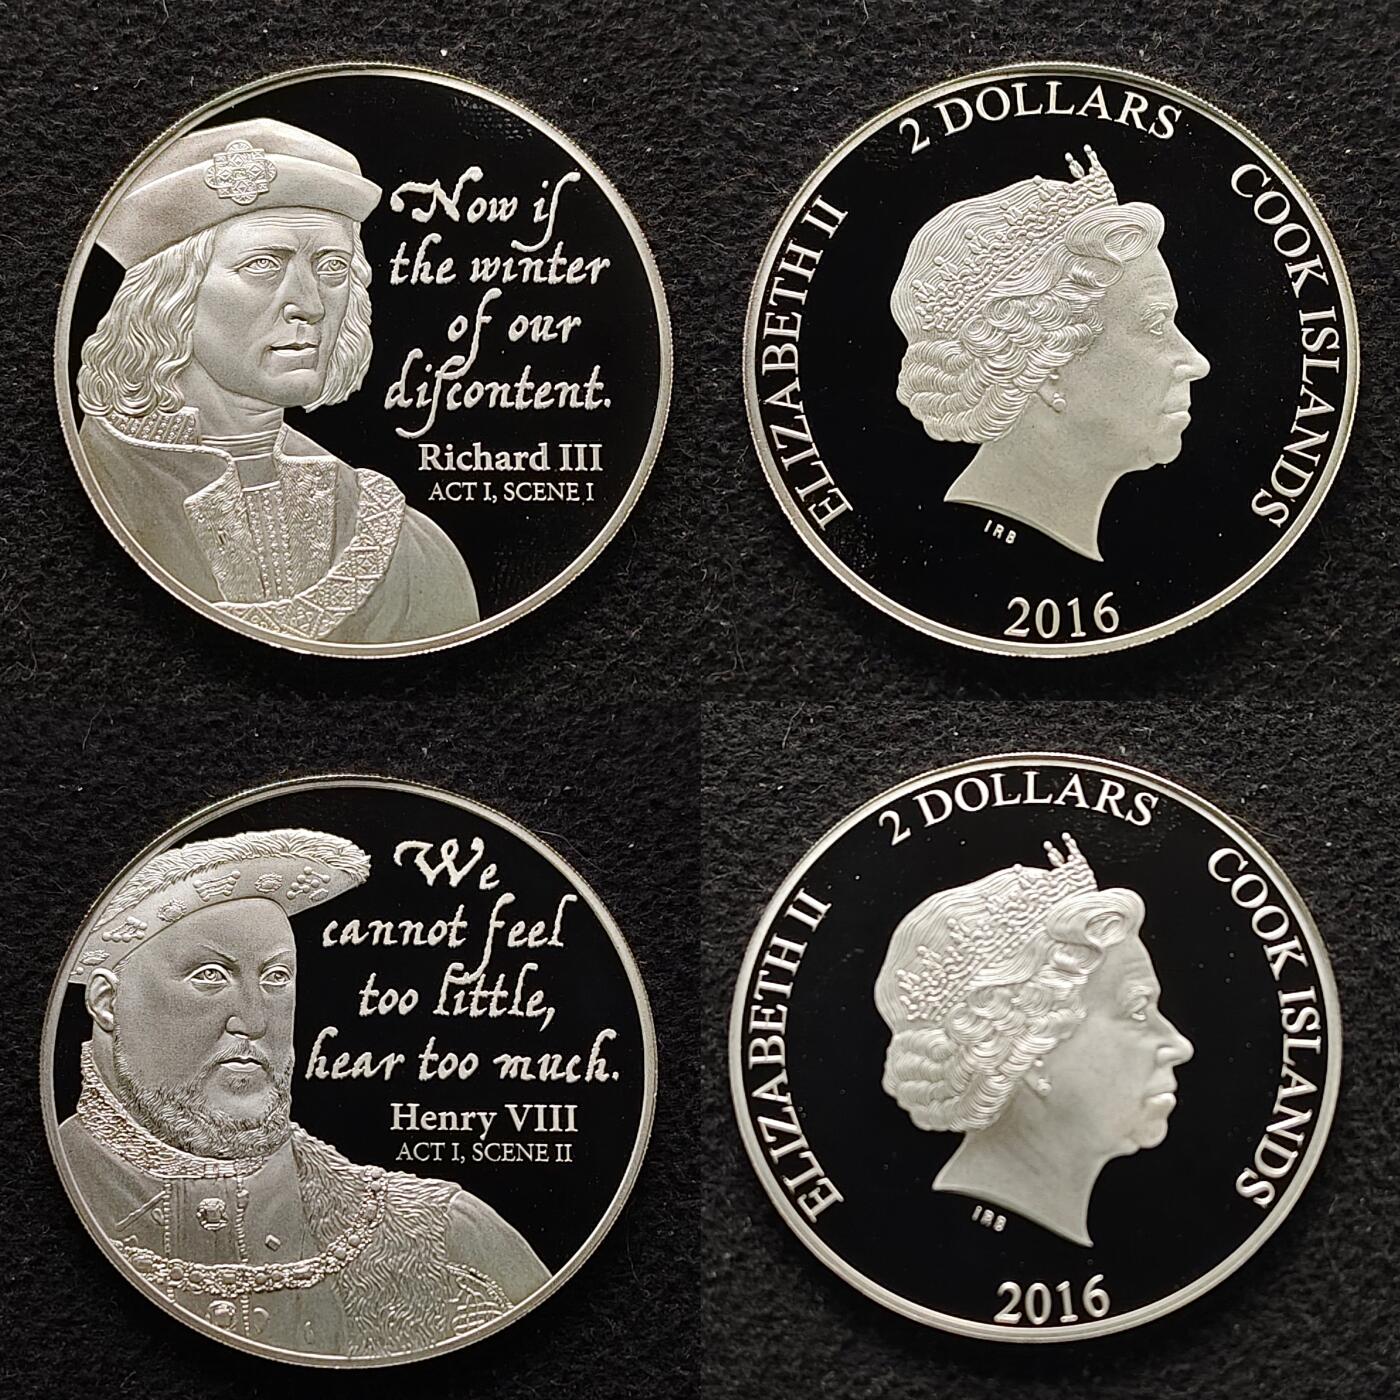 Now iſ
the winter
of our
diſcontent.
Richard III
ACT I, SCENE I
ELIZABETH II
2 DOLLARS
COOK ISLANDS
IRB
2016
We
cannot feel
too little,
hear too much.
Henry VIII
ACT I, SCENE II
ELIZABETH II
2 DOLLARS
COOK ISLANDS
IRB
2016